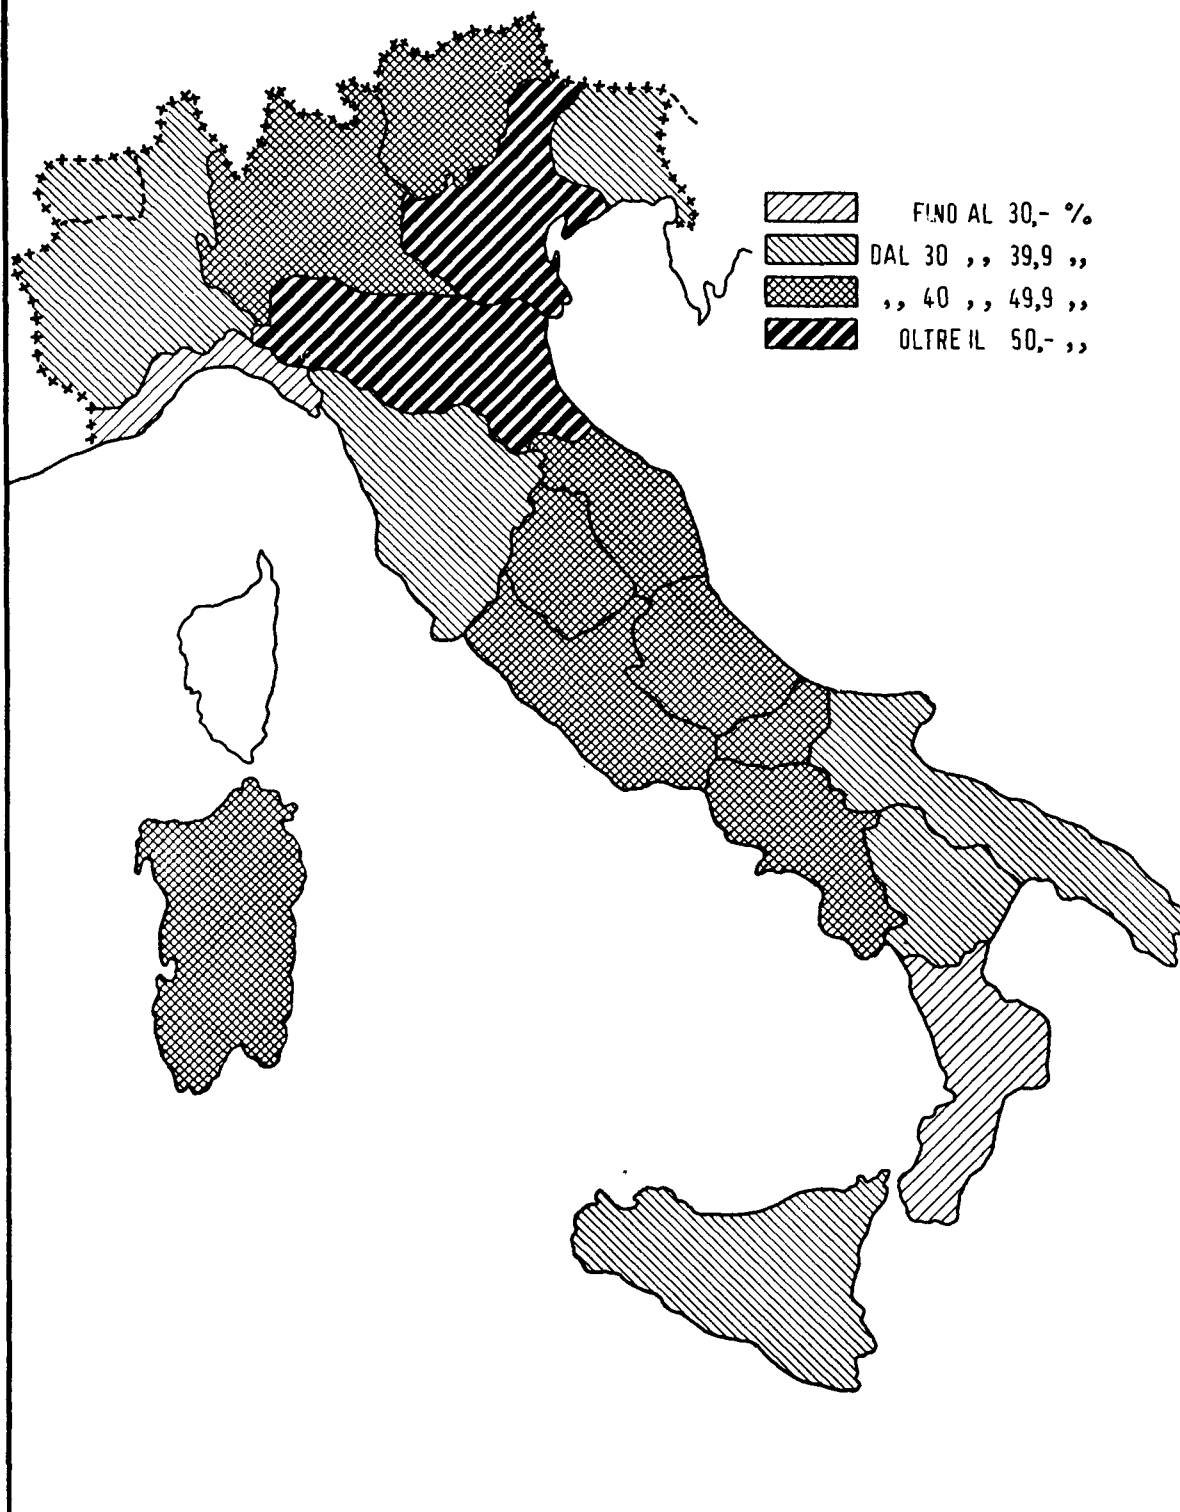 FINO AL 30,- %
DAL 30 ,, 39,9 ,,
,, 40 ,, 49,9 ,,
OLTRE IL 50,- ,,